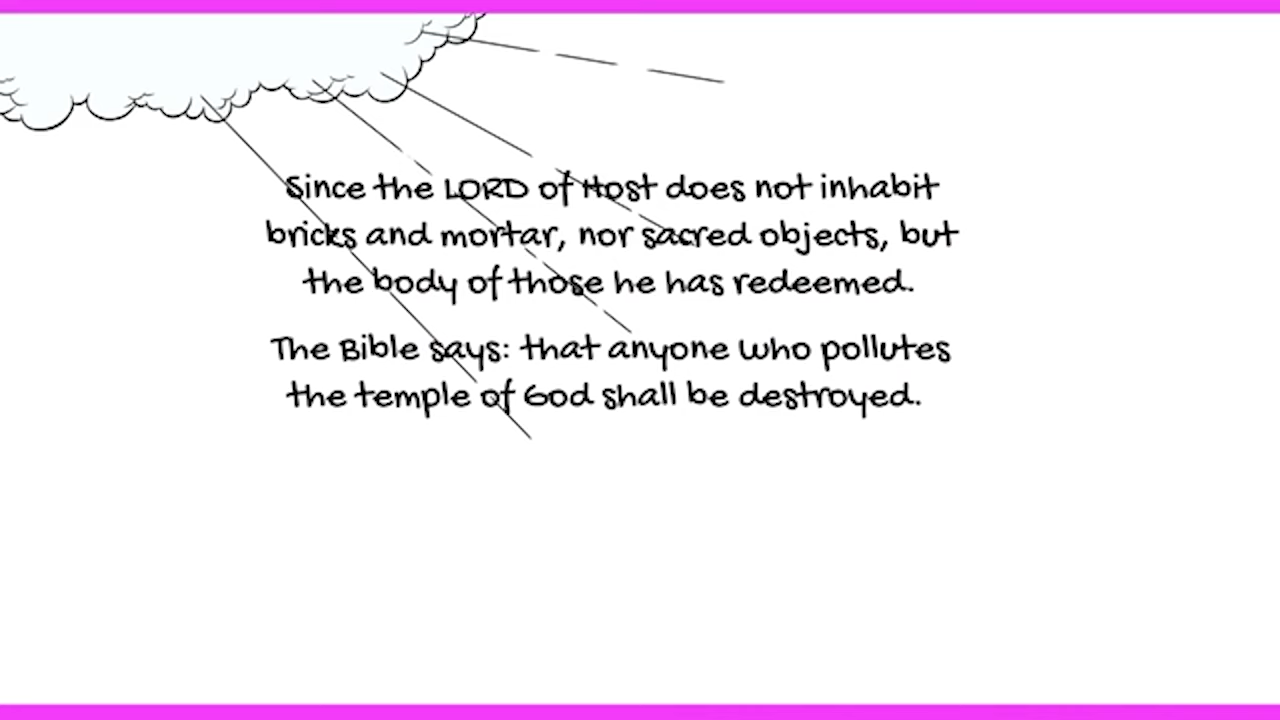 Since the LORD of Host does not inhabit
bricks and mortar, nor sacred objects, but
the body of those he has redeemed.
The Bible says: that anyone who pollutes
the temple of God shall be destroyed.